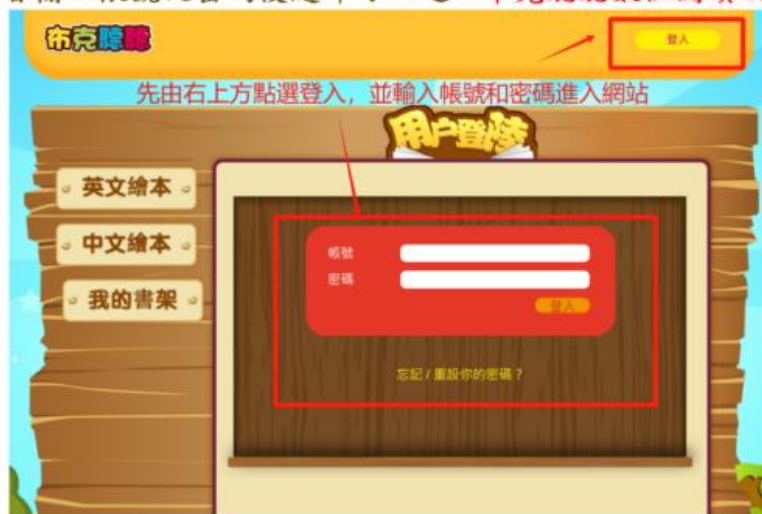 布克聽聽
登入
先由右上方點選登入，並輸入帳號和密碼進入網站
用戶登陸
英文繪本
中文繪本
我的書架
帳號
密碼
登入
忘記 / 重設你的密碼？